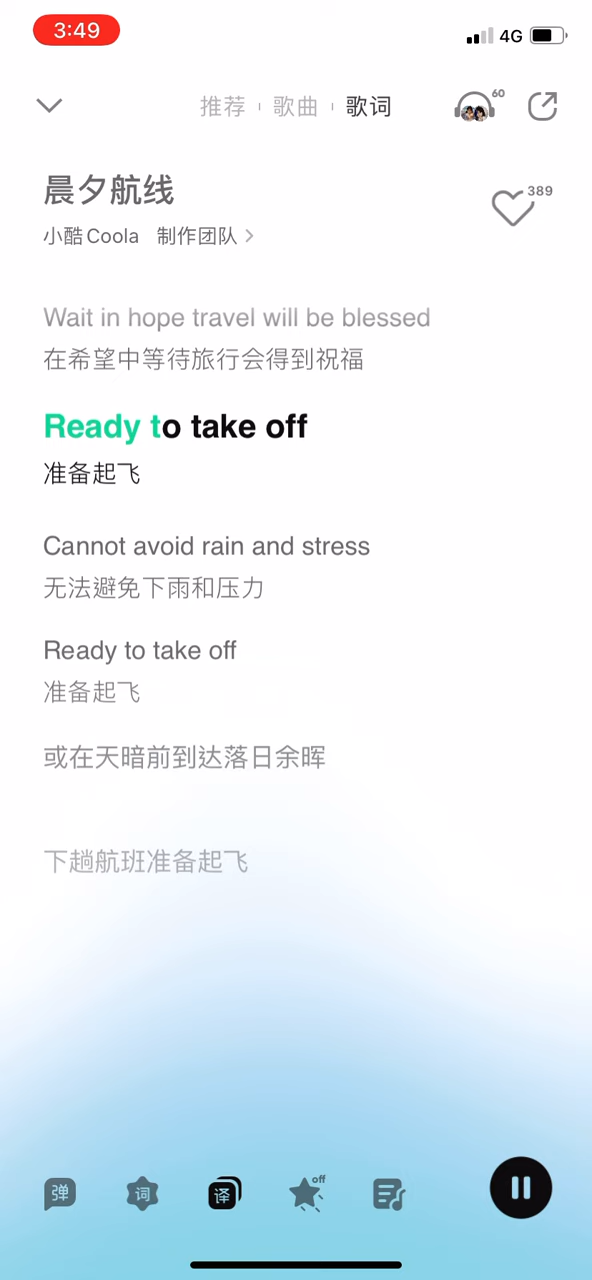 3:49
4G
推荐 歌曲 歌词
60
晨夕航线
389
小酷Coola 制作团队
Wait in hope travel will be blessed
在希望中等待旅行会得到祝福
Ready to take off
准备起飞
Cannot avoid rain and stress
无法避免下雨和压力
Ready to take off
准备起飞
或在天暗前到达落日余晖
下趟航班准备起飞
弹 词 译 off